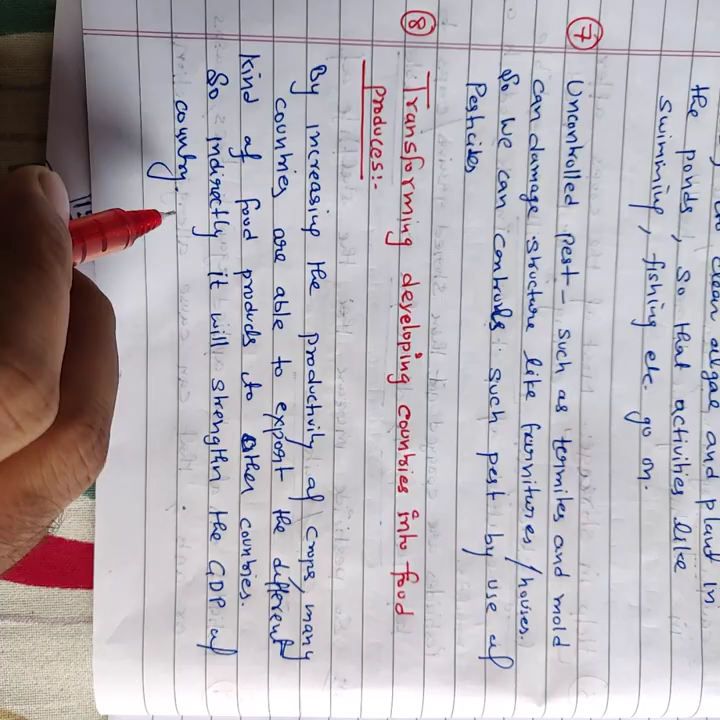 clean algae and plant in
the ponds, so that activities like
swimming, fishing etc. go on.
7 Uncontrolled Pest - such as termites and mold
can damage structure like furnitures/houses.
So we can controls such pest by use of
Pesticides
8 Transforming developing countries into food
produces:-
By increasing the productivity of crops, many
countries are able to export the different
kind of food products to other countries.
So indirectly it will strengthn the GDP of
country.